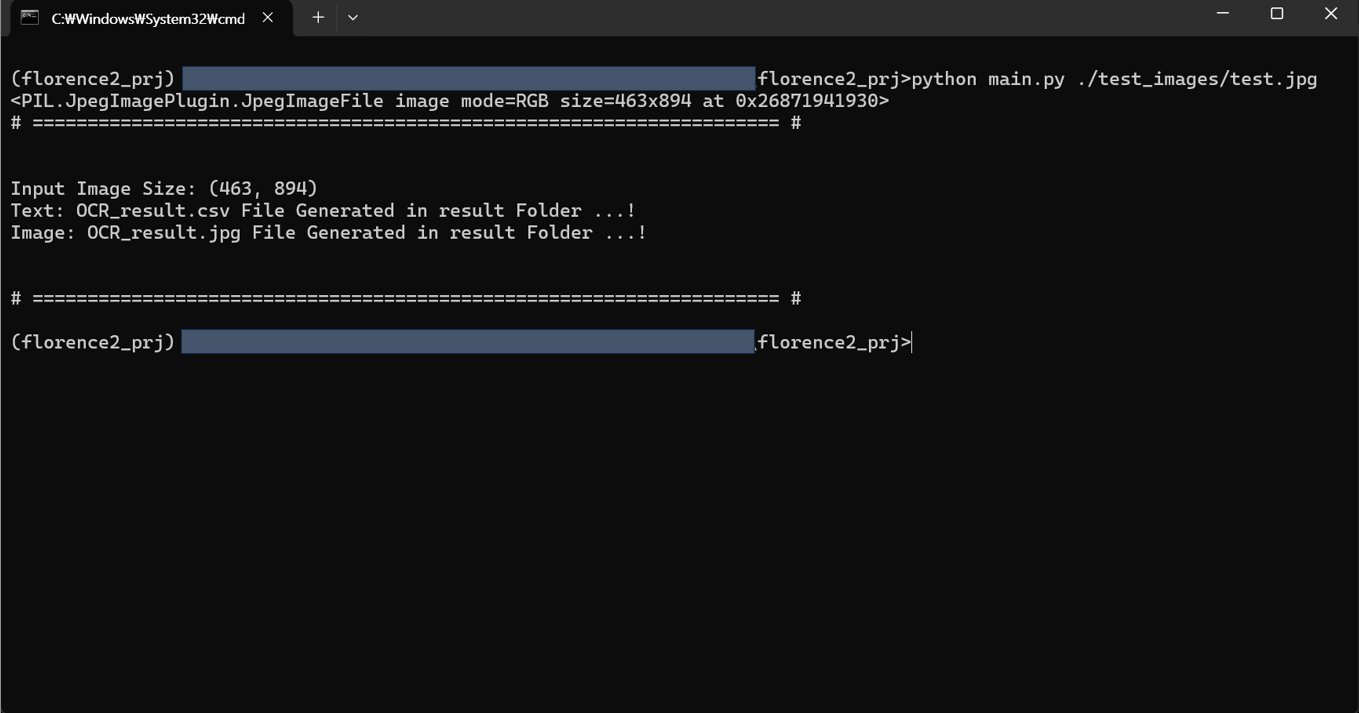 C:₩Windows₩System32₩cmd
(florence2_prj) florence2_prj>python main.py ./test_images/test.jpg
<PIL.JpegImagePlugin.JpegImageFile image mode=RGB size=463x894 at 0x26871941930>
# ==================================================================== #
Input Image Size: (463, 894)
Text: OCR_result.csv File Generated in result Folder ...!
Image: OCR_result.jpg File Generated in result Folder ...!
# ==================================================================== #
(florence2_prj) florence2_prj>